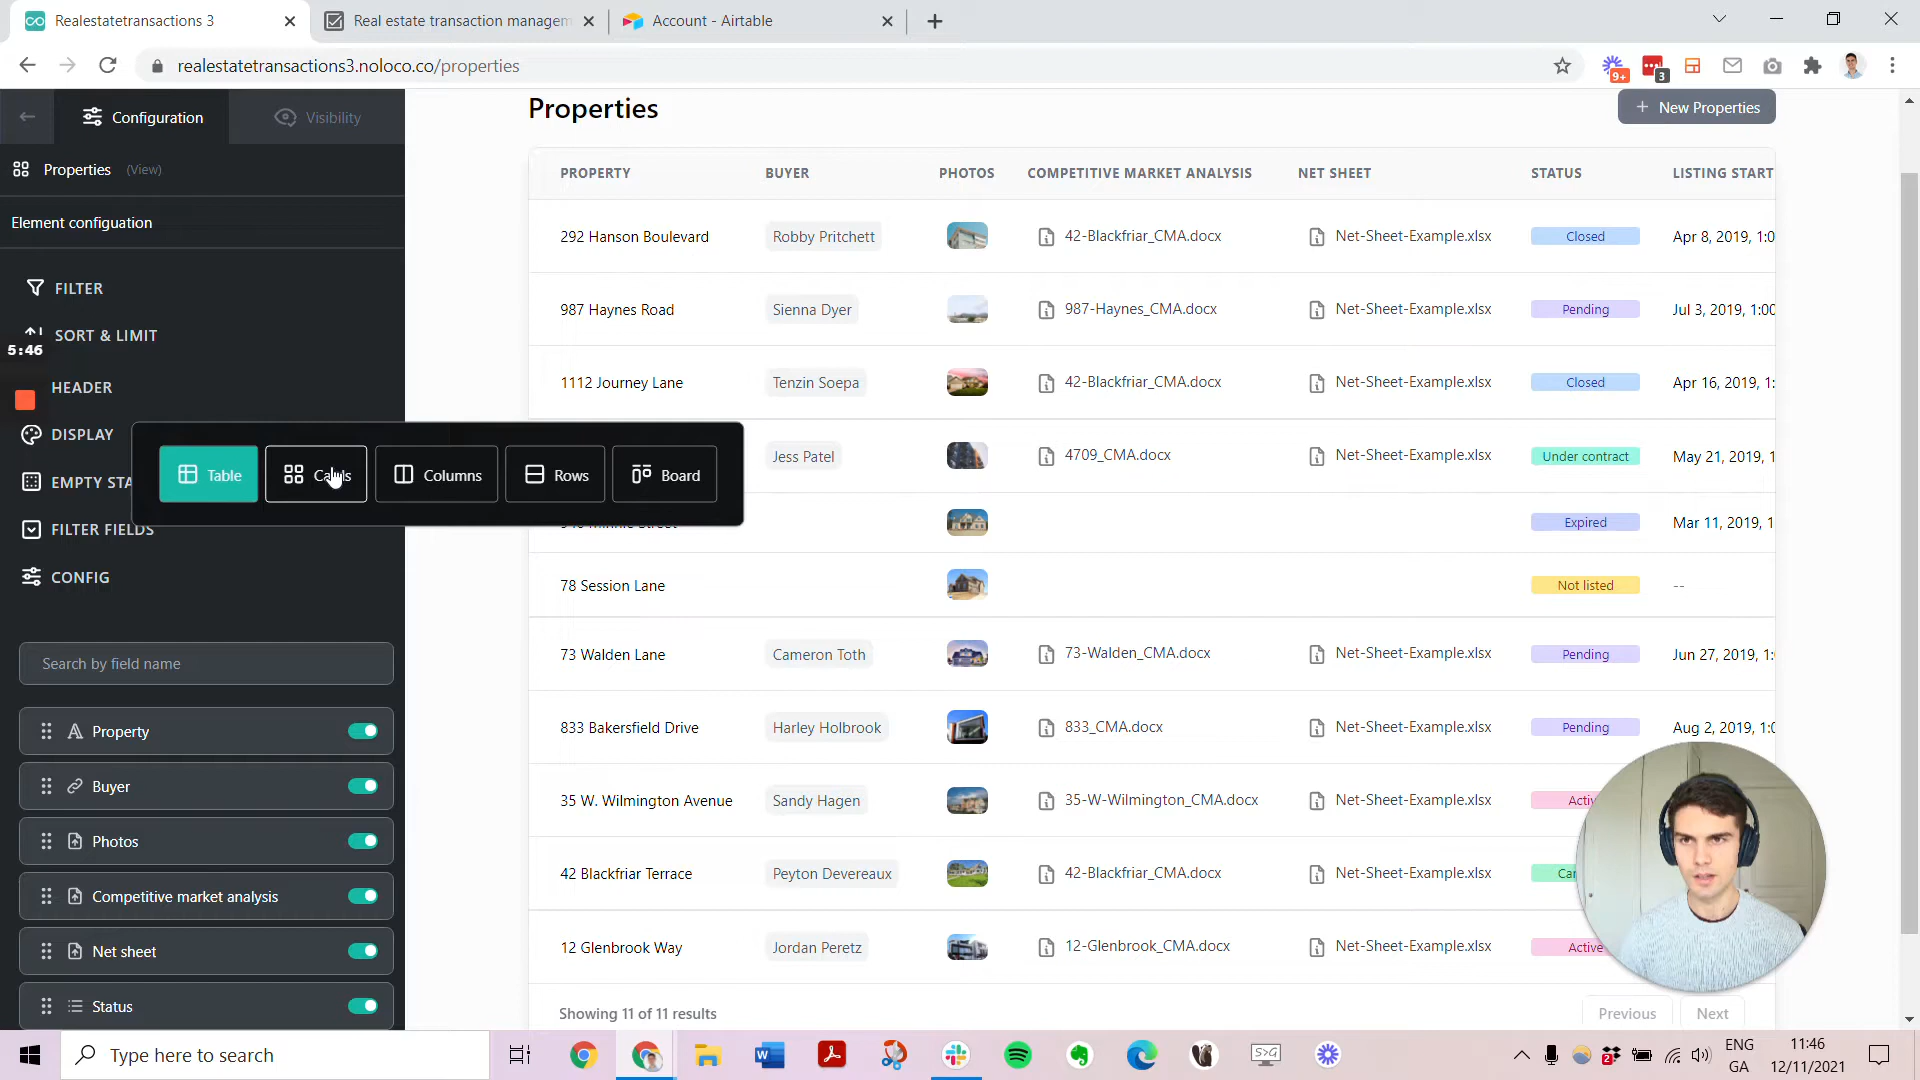 Realestatetransactions 3
Real estate transaction managem
Account - Airtable
realestatetransactions3.noloco.co/properties
9+
3
Configuration
Visibility
Properties (View)
Element configuation
FILTER
SORT & LIMIT
5:46
HEADER
DISPLAY
EMPTY STA
FILTER FIELDS
CONFIG
Table
Cards
Columns
Rows
Board
Search by field name
Property
Buyer
Photos
Competitive market analysis
Net sheet
Status
Properties
+ New Properties
PROPERTY BUYER PHOTOS COMPETITIVE MARKET ANALYSIS NET SHEET STATUS LISTING START
292 Hanson Boulevard Robby Pritchett 42-Blackfriar_CMA.docx Net-Sheet-Example.xlsx Closed Apr 8, 2019, 1:0
987 Haynes Road Sienna Dyer 987-Haynes_CMA.docx Net-Sheet-Example.xlsx Pending Jul 3, 2019, 1:00
1112 Journey Lane Tenzin Soepa 42-Blackfriar_CMA.docx Net-Sheet-Example.xlsx Closed Apr 16, 2019, 1:
Jess Patel 4709_CMA.docx Net-Sheet-Example.xlsx Under contract May 21, 2019, 1
Expired Mar 11, 2019, 1
78 Session Lane Not listed --
73 Walden Lane Cameron Toth 73-Walden_CMA.docx Net-Sheet-Example.xlsx Pending Jun 27, 2019, 1:
833 Bakersfield Drive Harley Holbrook 833_CMA.docx Net-Sheet-Example.xlsx Pending Aug 2, 2019, 1:0
35 W. Wilmington Avenue Sandy Hagen 35-W-Wilmington_CMA.docx Net-Sheet-Example.xlsx Activ
42 Blackfriar Terrace Peyton Devereaux 42-Blackfriar_CMA.docx Net-Sheet-Example.xlsx Can
12 Glenbrook Way Jordan Peretz 12-Glenbrook_CMA.docx Net-Sheet-Example.xlsx Active
Showing 11 of 11 results
Previous
Next
Type here to search
ENG
GA
11:46
12/11/2021